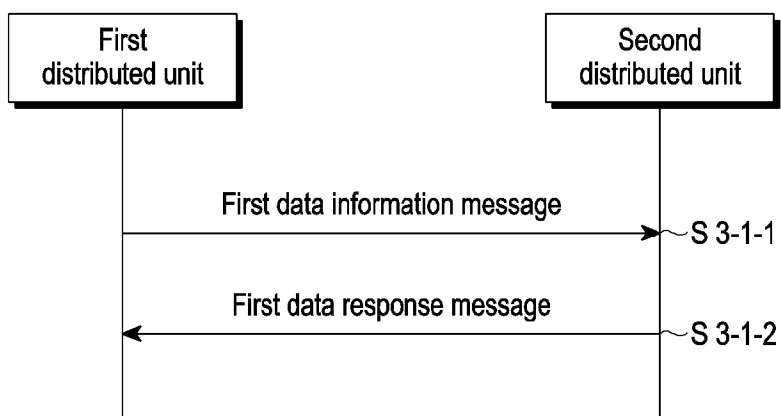 First
distributed unit
Second
distributed unit
First data information message
S 3-1-1
First data response message
S 3-1-2